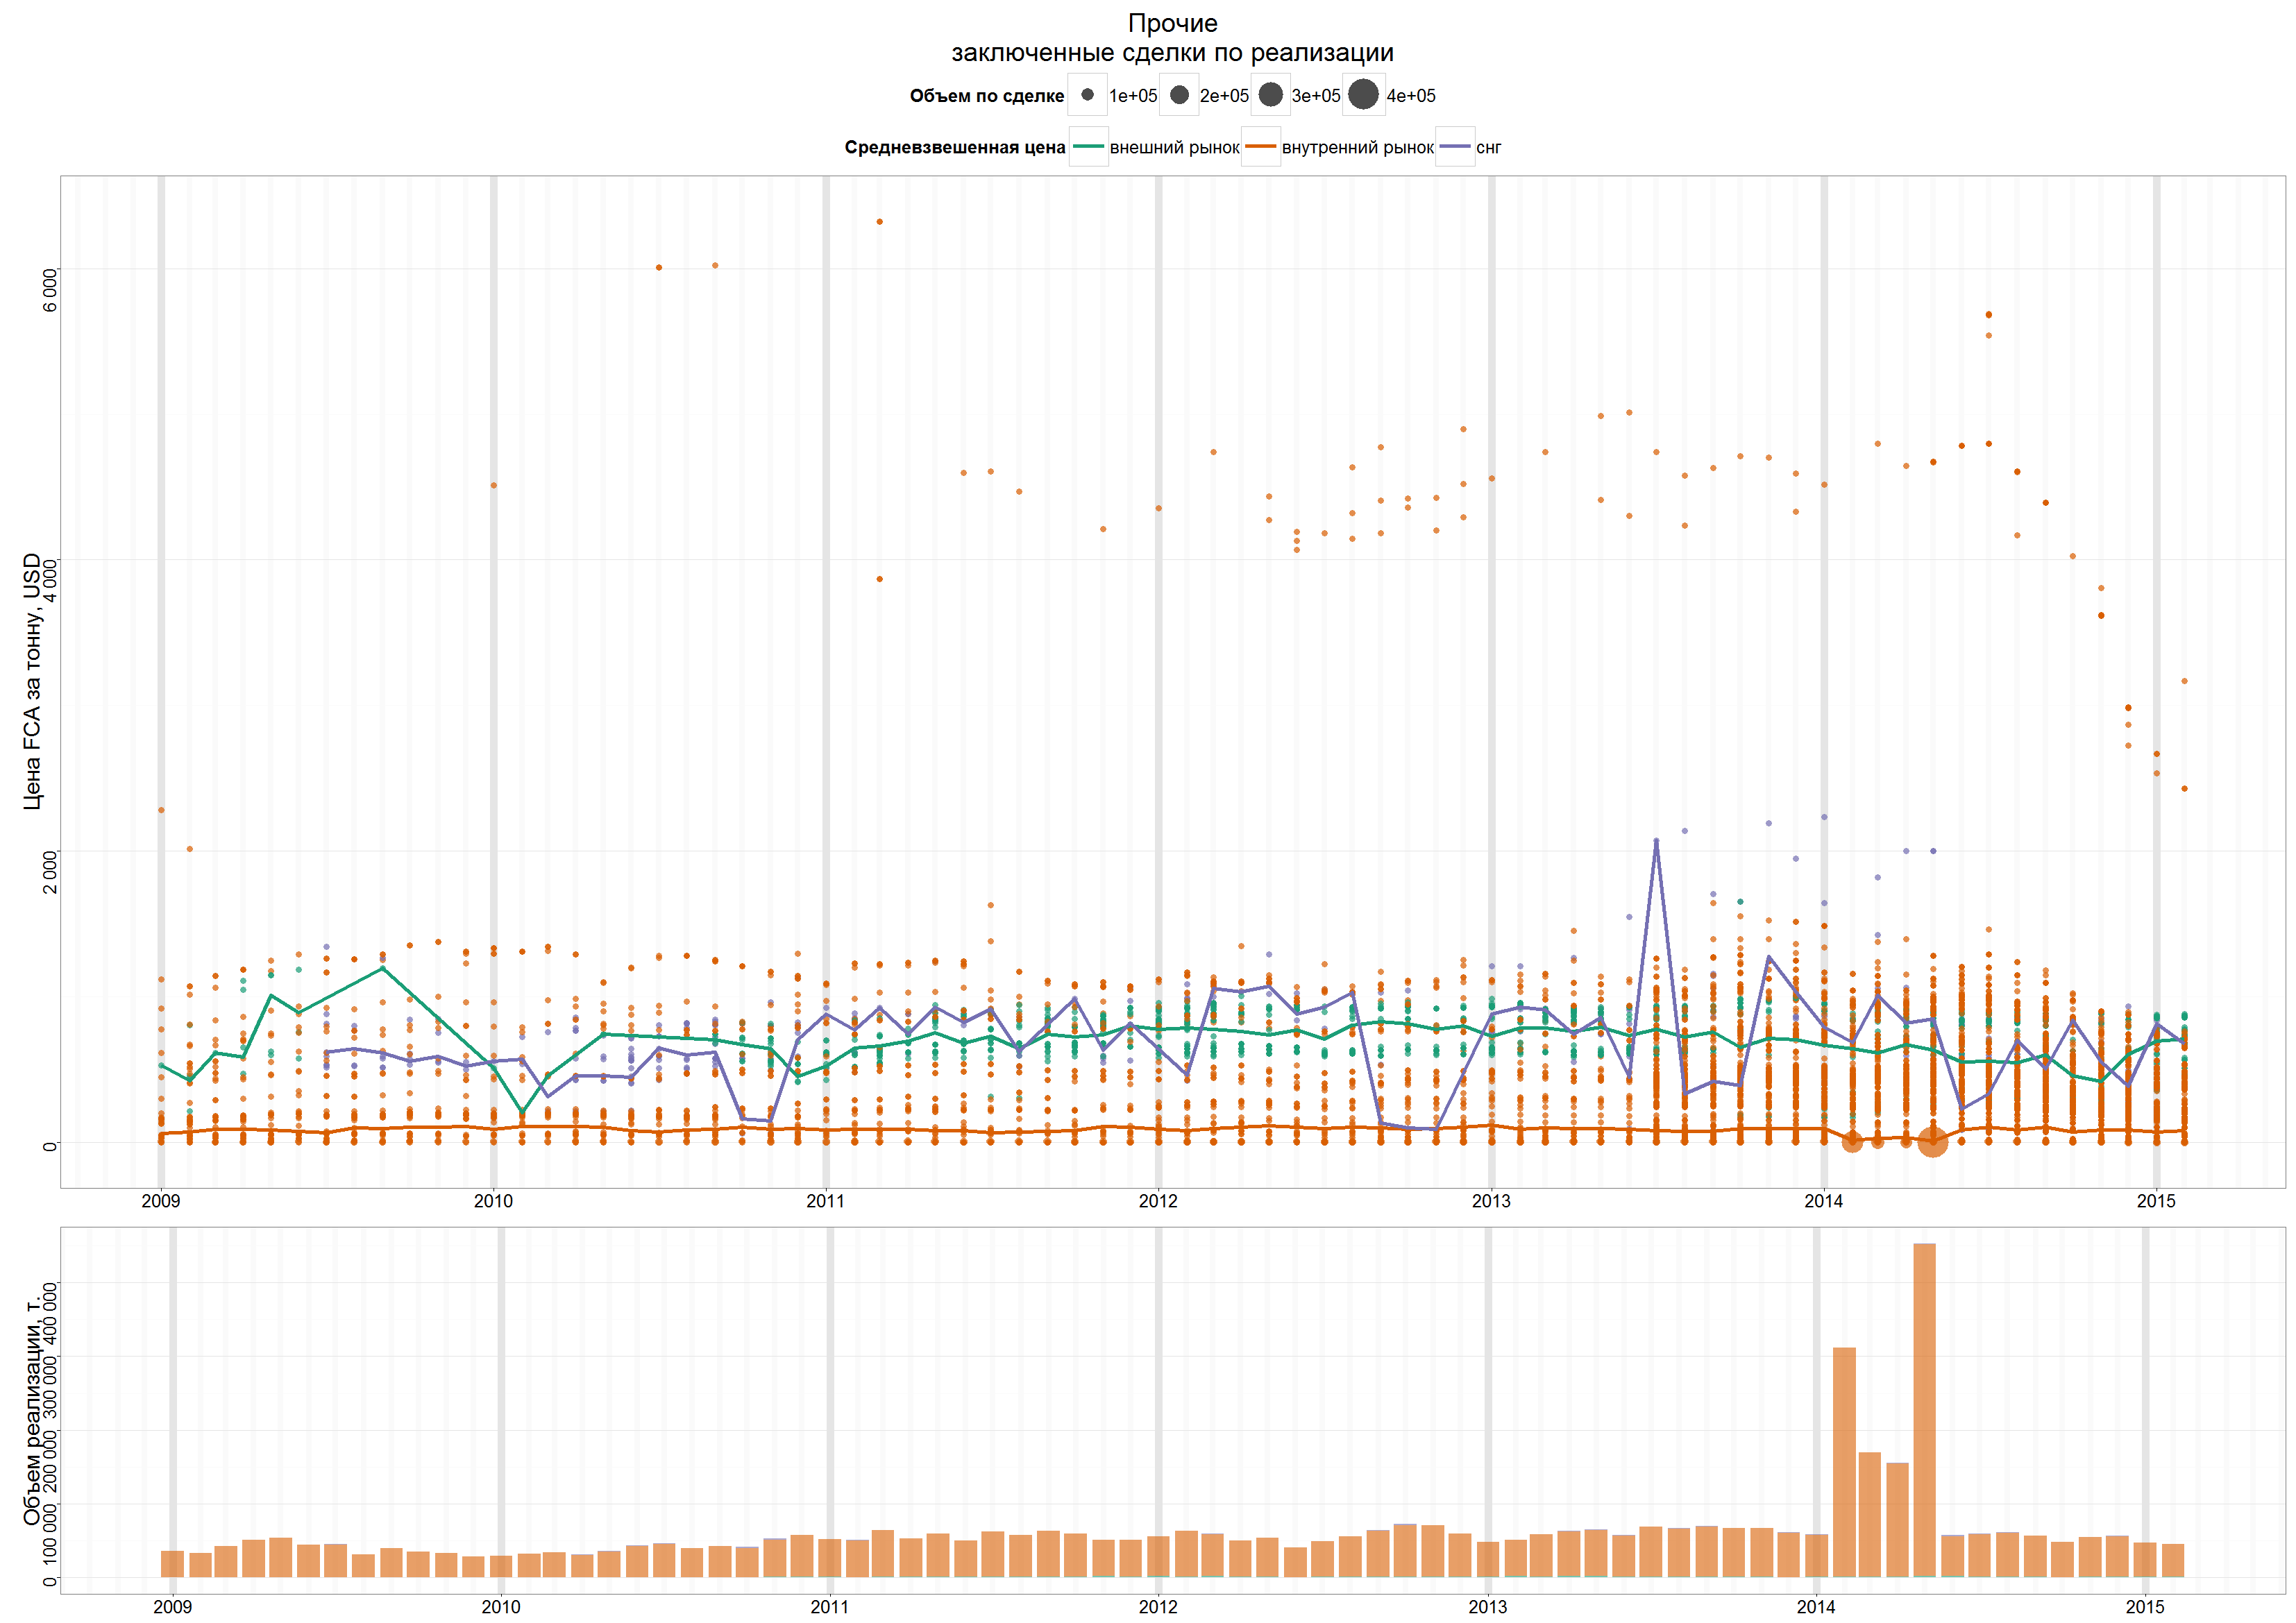 Прочие
заключенные сделки по реализации
Объем по сделке 1e+05 2e+05 3e+05 4e+05
Средневзвешенная цена внешний рынок внутренний рынок снг
Цена FCA за тонну, USD
6 000
4 000
2 000
0
2009 2010 2011 2012 2013 2014 2015
Объем реализации, т.
400 000
300 000
200 000
100 000
0
2009 2010 2011 2012 2013 2014 2015